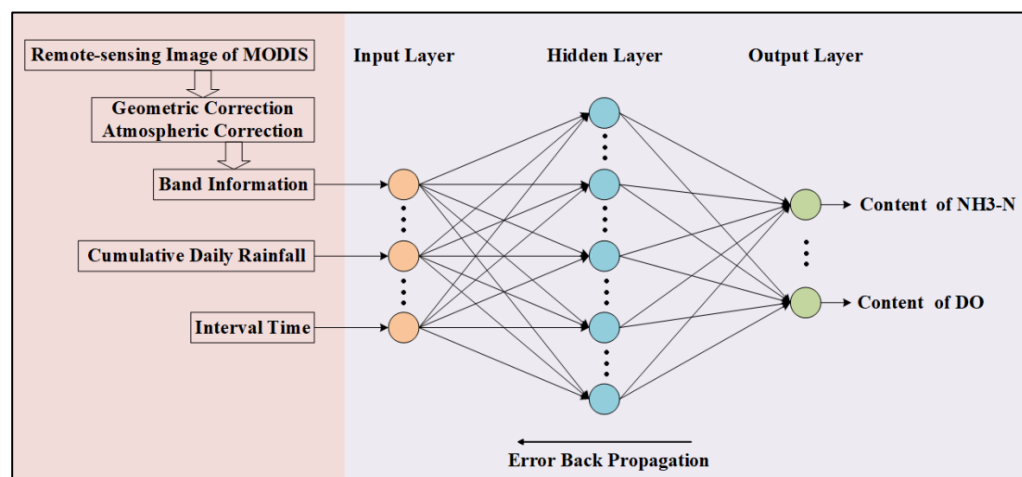 Remote-sensing Image of MODIS
Geometric Correction
Atmospheric Correction
Band Information
Cumulative Daily Rainfall
Interval Time
Input Layer
Hidden Layer
Output Layer
Content of NH3-N
Content of DO
Error Back Propagation